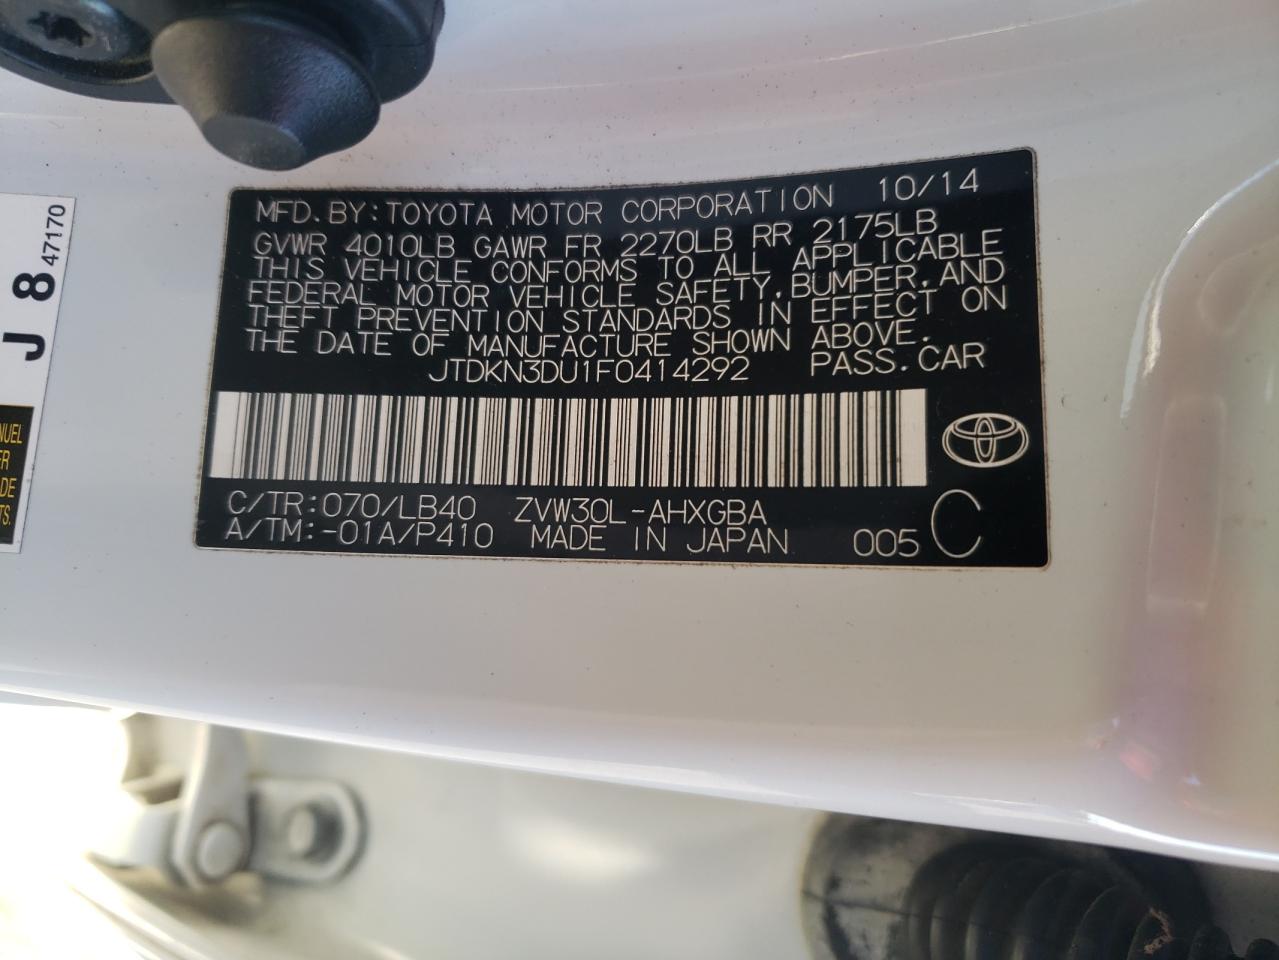 MFD. BY: TOYOTA MOTOR CORPORATION 10/14
GVWR 4010LB GAWR FR 2270LB RR 2175LB
THIS VEHICLE CONFORMS TO ALL APPLICABLE
FEDERAL MOTOR VEHICLE SAFETY, BUMPER, AND
THEFT PREVENTION STANDARDS IN EFFECT ON
THE DATE OF MANUFACTURE SHOWN ABOVE.
JTDKN3DU1F0414292 PASS. CAR
C/TR: 070/LB40 ZVW30L-AHXGBA
A/TM: -01A/P410 MADE IN JAPAN 005 C
J 8 47170